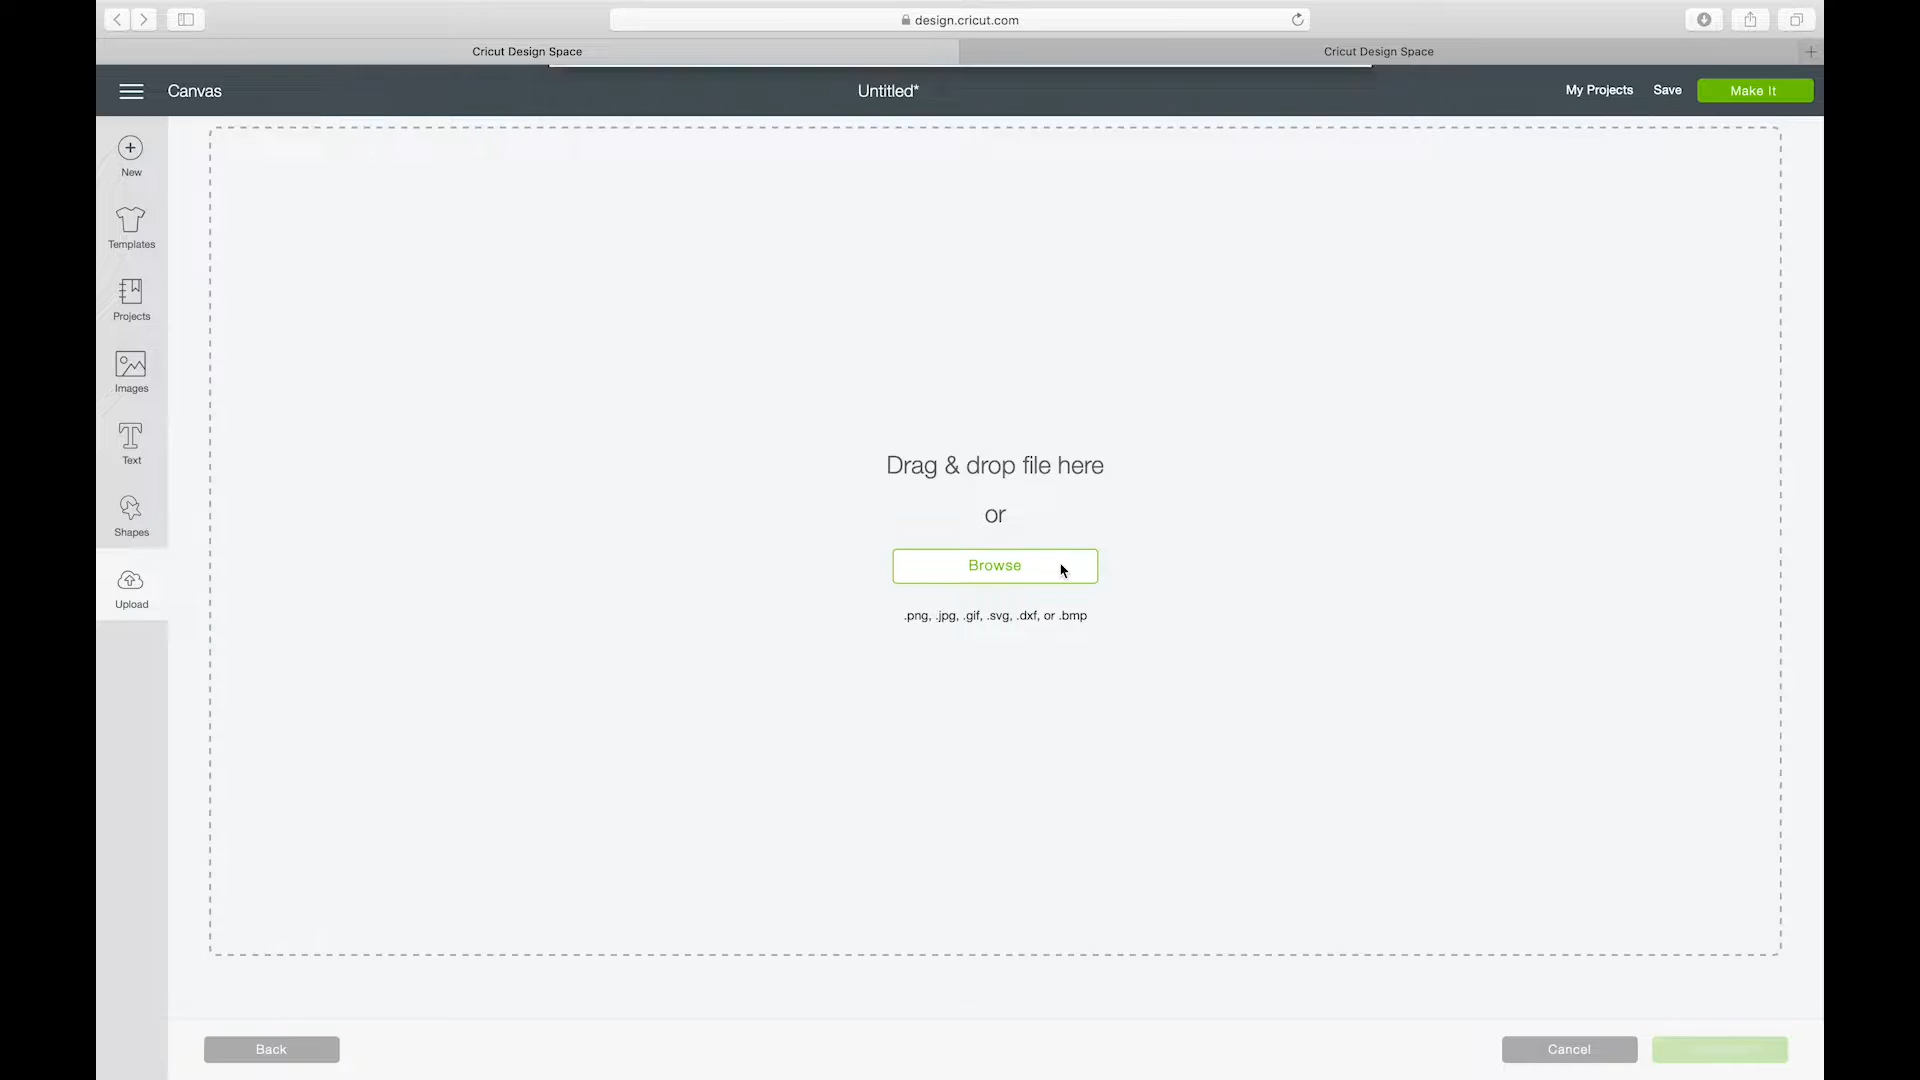 design.cricut.com
Cricut Design Space
Cricut Design Space
Canvas
Untitled*
My Projects
Save
Make It
New
Templates
Projects
Images
Text
Shapes
Upload
Drag & drop file here
or
Browse
.png, .jpg, .gif, .svg, .dxf, or .bmp
Back
Cancel